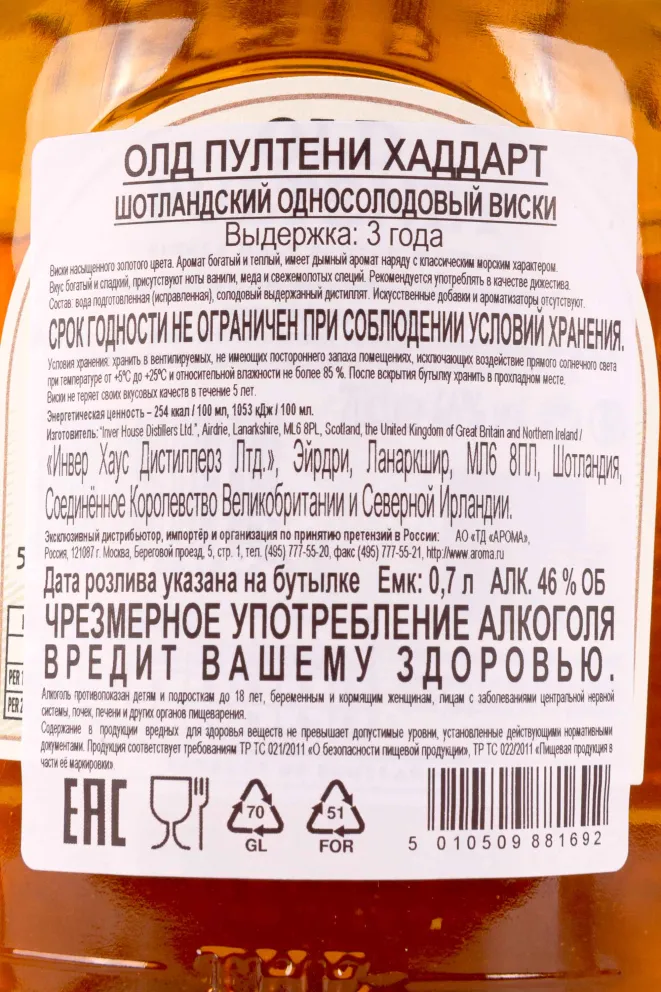 ОЛД ПУЛТЕНИ ХАДДАРТ
ШОТЛАНДСКИЙ ОДНОСОЛОДОВЫЙ ВИСКИ
Выдержка: 3 года
Виски насыщенного золотого цвета. Аромат богатый и теплый, имеет дымный аромат наряду с классическим морским характером.
Вкус богатый и сладкий, присутствуют ноты ванили, меда и свежемолотых специй. Рекомендуется употреблять в качестве дижестива.
Состав: вода подготовленная (исправленная), солодовый выдержанный дистиллят. Искусственные добавки и ароматизаторы отсутствуют.
СРОК ГОДНОСТИ НЕ ОГРАНИЧЕН ПРИ СОБЛЮДЕНИИ УСЛОВИЙ ХРАНЕНИЯ.
Условия хранения: хранить в вентилируемых, не имеющих постороннего запаха помещениях, исключающих воздействие прямого солнечного света
при температуре от +5°С до +25°С и относительной влажности не более 85 %. После вскрытия бутылку хранить в прохладном месте.
Виски не теряет своих вкусовых качеств в течение 5 лет.
Энергетическая ценность – 254 ккал / 100 мл, 1053 кДж / 100 мл.
Изготовитель: "Inver House Distillers Ltd.", Airdrie, Lanarkshire, ML6 8PL, Scotland, the United Kingdom of Great Britain and Northern Ireland /
«Инвер Хаус Дистиллерз Лтд.», Эйрдри, Ланаркшир, МЛ6 8ПЛ, Шотландия,
Соединённое Королевство Великобритании и Северной Ирландии.
Эксклюзивный дистрибьютор, импортёр и организация по принятию претензий в России: АО «ТД «АРОМА»,
Россия, 121087 г. Москва, Береговой проезд, 5, стр. 1, тел. (495) 777-55-20, факс (495) 777-55-21, http://www.aroma.ru
Дата розлива указана на бутылке Емк: 0,7 л АЛК. 46 % ОБ
ЧРЕЗМЕРНОЕ УПОТРЕБЛЕНИЕ АЛКОГОЛЯ
ВРЕДИТ ВАШЕМУ ЗДОРОВЬЮ.
Алкоголь противопоказан детям и подросткам до 18 лет, беременным и кормящим женщинам, лицам с заболеваниями центральной нервной
системы, почек, печени и других органов пищеварения.
Содержание в продукции вредных для здоровья веществ не превышает допустимые уровни, установленные действующими нормативными
документами. Продукция соответствует требованиям ТР ТС 021/2011 «О безопасности пищевой продукции», ТР ТС 022/2011 «Пищевая продукция в
части её маркировки»
EAC
70
GL
51
FOR
5 010509 881692
5
PER 1
PER 2